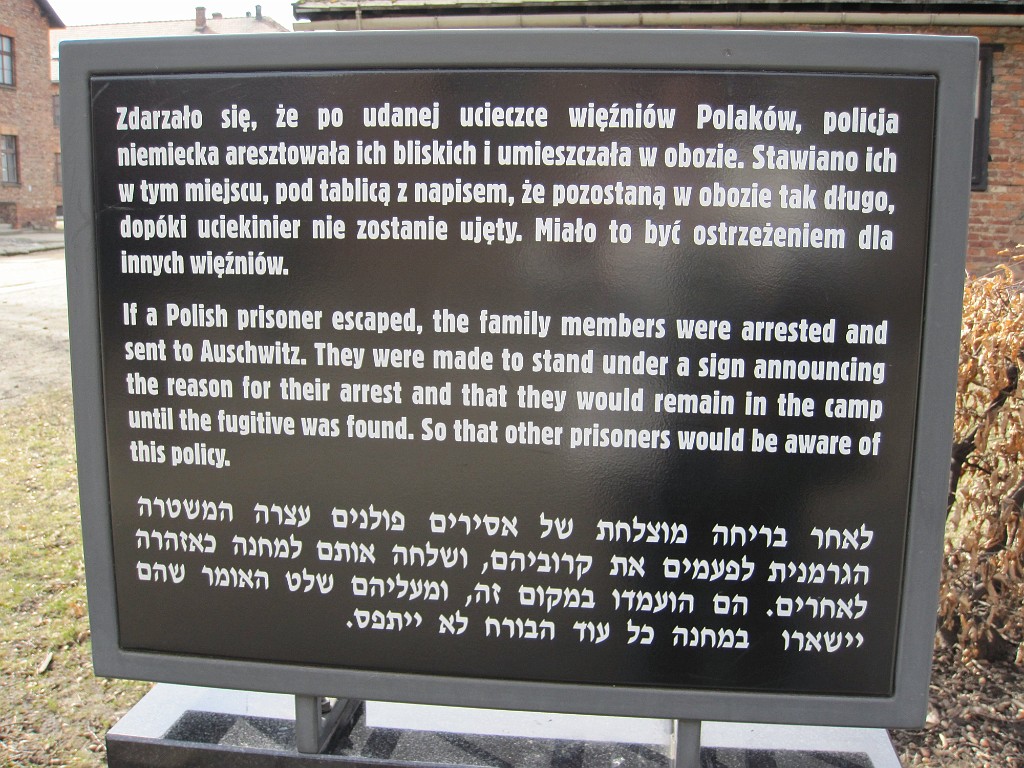 Zdarzało się, że po udanej ucieczce więźniów Polaków, policja
niemiecka aresztowała ich bliskich i umieszczała w obozie. Stawiano ich
w tym miejscu, pod tablicą z napisem, że pozostaną w obozie tak długo,
dopóki uciekinier nie zostanie ujęty. Miało to być ostrzeżeniem dla
innych więźniów.
If a Polish prisoner escaped, the family members were arrested and
sent to Auschwitz. They were made to stand under a sign announcing
the reason for their arrest and that they would remain in the camp
until the fugitive was found. So that other prisoners would be aware of
this policy.
לאחר בריחה מוצלחת של אסירים פולנים עצרה המשטרה
הגרמנית לפעמים את קרוביהם, ושלחה אותם למחנה כאזהרה
לאחרים. הם הועמדו במקום זה, ומעליהם שלט האומר שהם
יישארו במחנה כל עוד הבורח לא ייתפס.